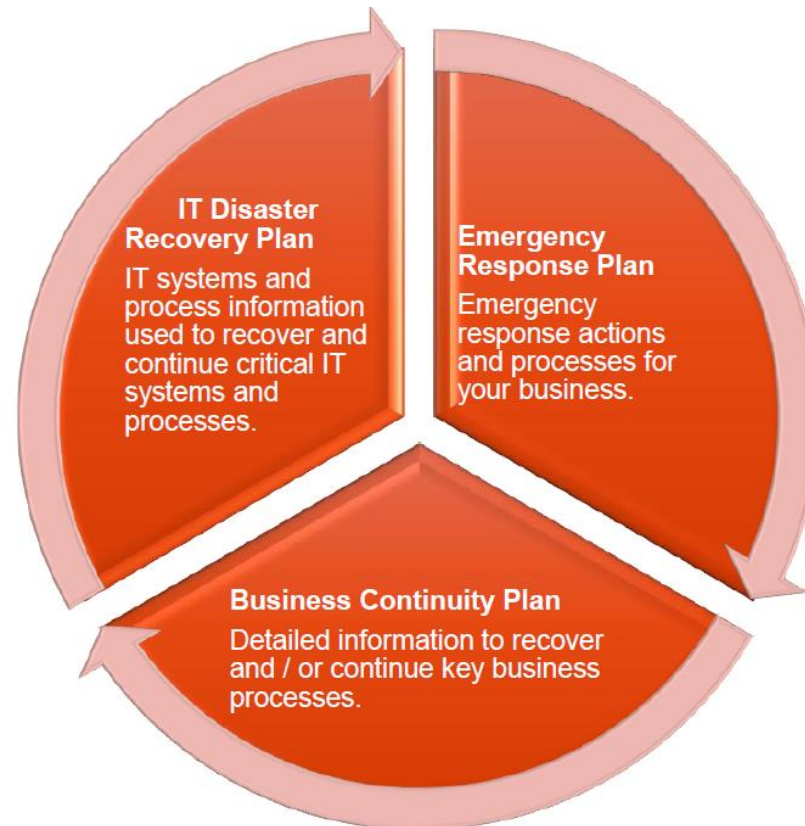 IT Disaster
Recovery Plan
IT systems and
process information
used to recover and
continue critical IT
systems and
processes.
Emergency
Response Plan
Emergency
response actions
and processes for
your business.
Business Continuity Plan
Detailed information to recover
and / or continue key business
processes.